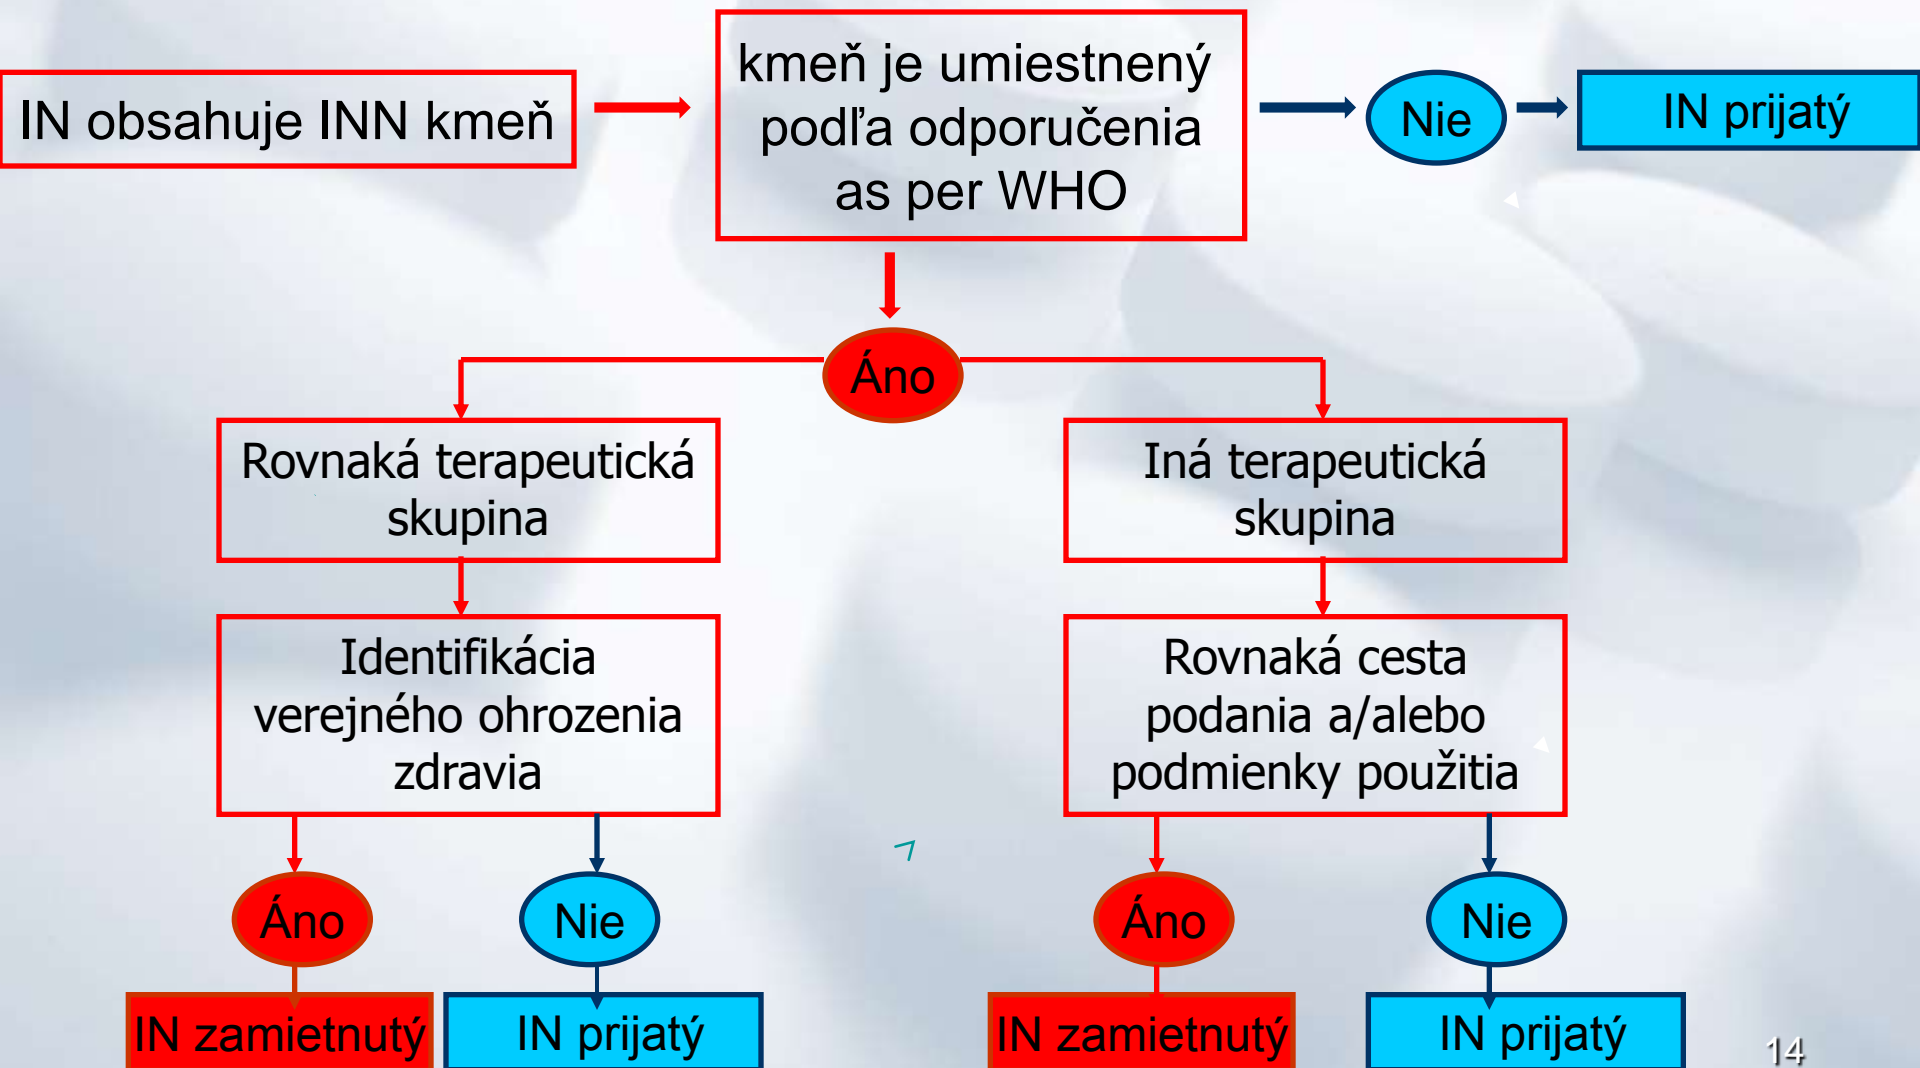 IN obsahuje INN kmeň
kmeň je umiestnený
podľa odporučenia
as per WHO
Nie
IN prijatý
Áno
Rovnaká terapeutická
skupina
Iná terapeutická
skupina
Identifikácia
verejného ohrozenia
zdravia
Rovnaká cesta
podania a/alebo
podmienky použitia
Áno
Nie
Áno
Nie
IN zamietnutý
IN prijatý
IN zamietnutý
IN prijatý
14